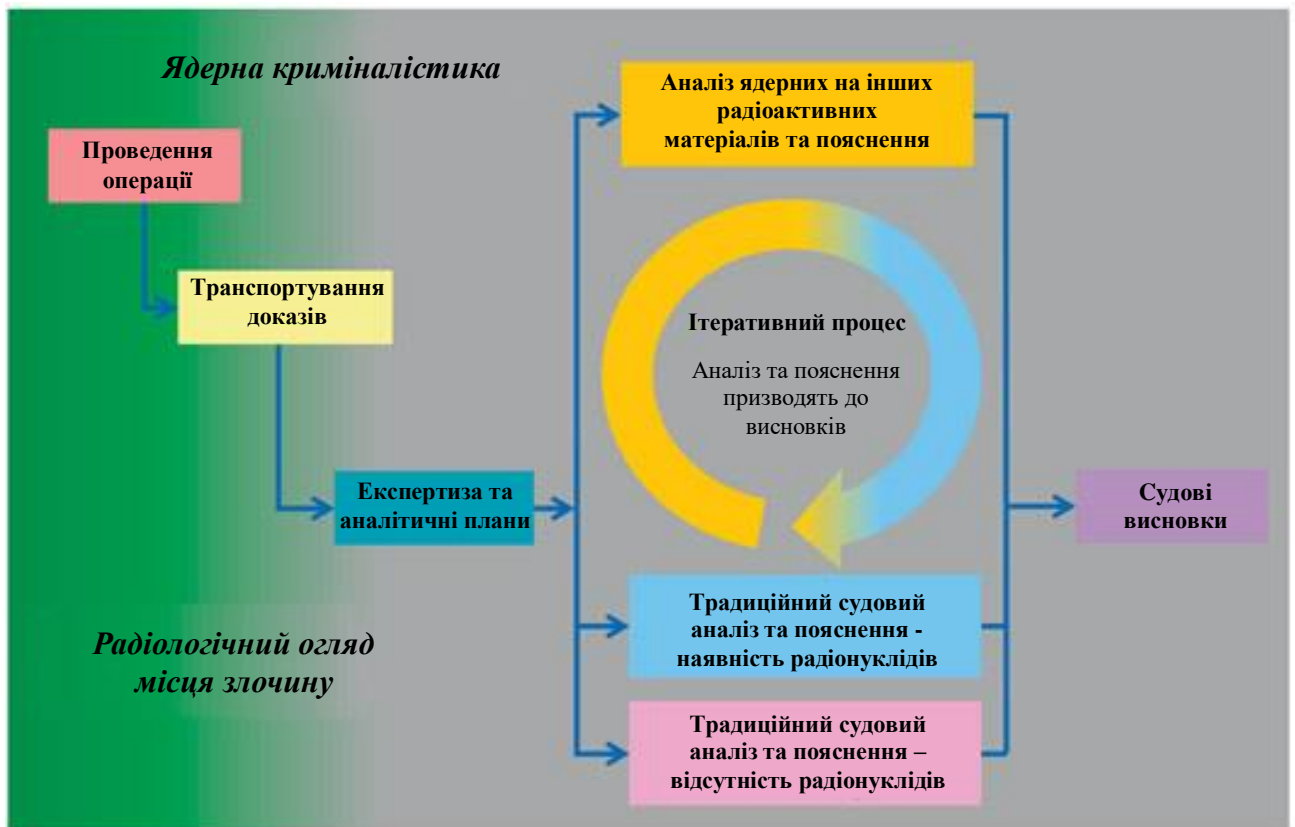 Ядерна криміналістика
Проведення
операції
Транспортування
доказів
Експертиза та
аналітичні плани
Радіологічний огляд
місця злочину
Аналіз ядерних на інших
радіоактивних
матеріалів та пояснення
Ітеративний процес
Аналіз та пояснення
призводять до
висновків
Традиційний судовий
аналіз та пояснення -
наявність радіонуклідів
Традиційний судовий
аналіз та пояснення –
відсутність радіонуклідів
Судові
висновки